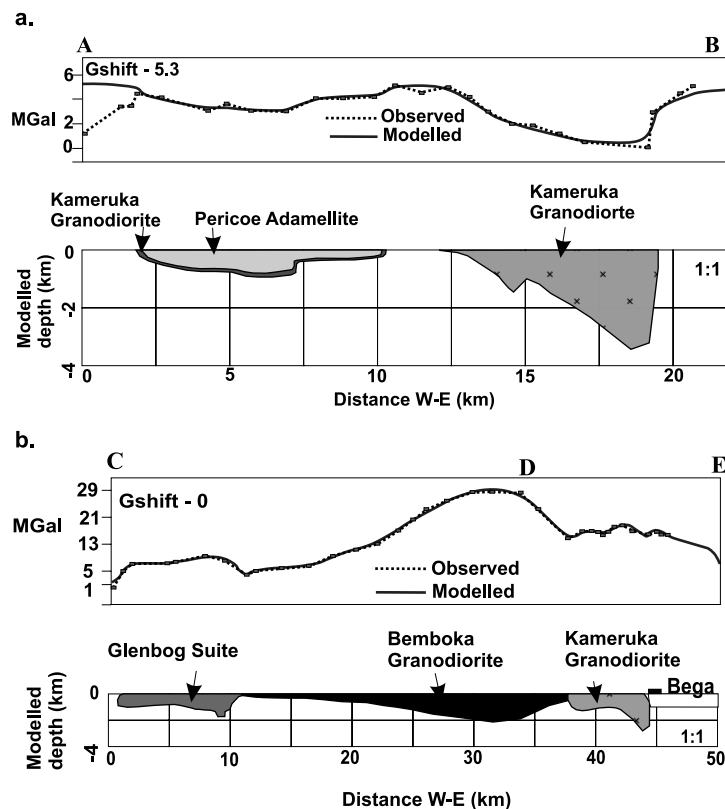 a.
A
B
Gshift - 5.3
6
MGal
2
0
Observed
Modelled
Kameruka
Granodiorite
Pericoe Adamellite
Kameruka
Granodiorte
0
-2
-4
Modelled
depth (km)
1:1
0
5
10
15
20
Distance W-E (km)
b.
C
D
E
29
21
13
5
1
MGal
Gshift - 0
Observed
Modelled
Glenbog Suite
Bemboka
Granodiorite
Kameruka
Granodiorite
Bega
0
-4
Modelled
depth (km)
1:1
0
10
20
30
40
50
Distance W-E (km)